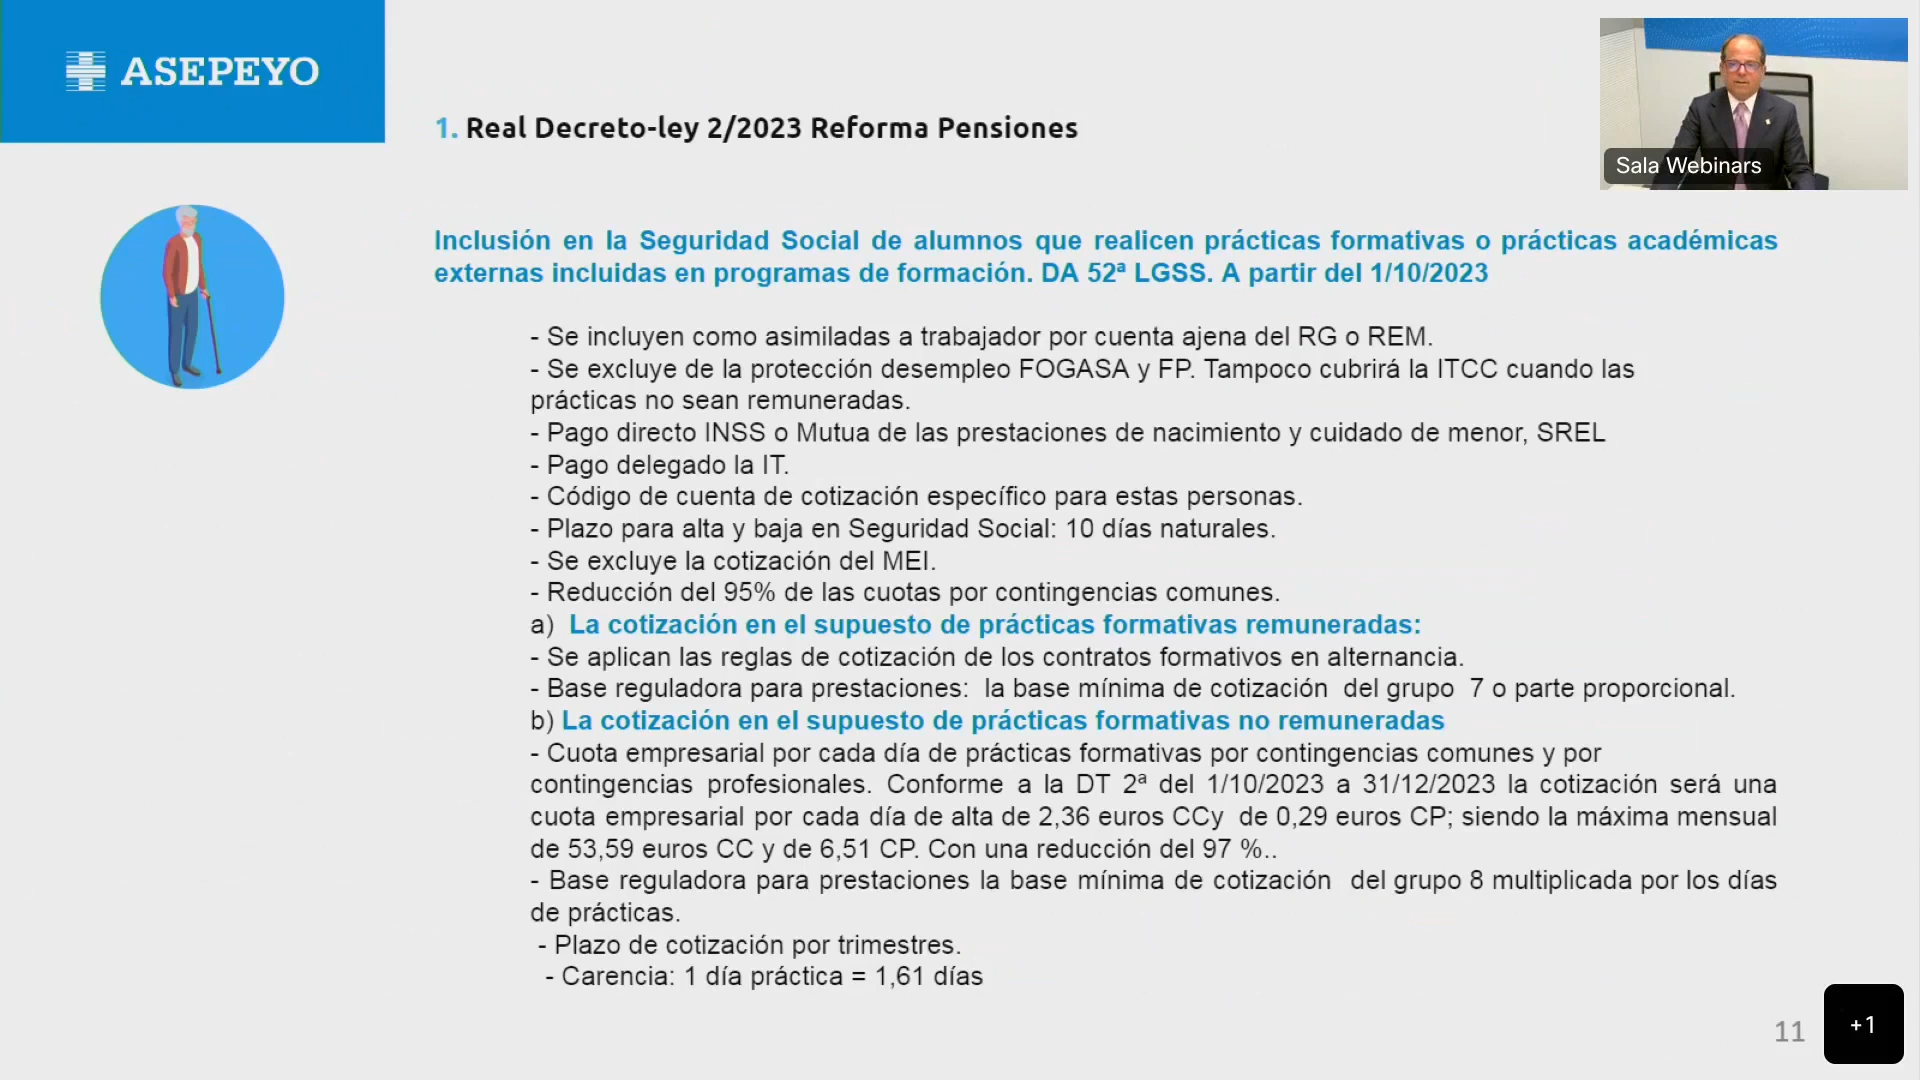 ASEPEYO
Sala Webinars
1. Real Decreto-ley 2/2023 Reforma Pensiones
Inclusión en la Seguridad Social de alumnos que realicen prácticas formativas o prácticas académicas
externas incluidas en programas de formación. DA 52ª LGSS. A partir del 1/10/2023
- Se incluyen como asimiladas a trabajador por cuenta ajena del RG o REM.
- Se excluye de la protección desempleo FOGASA y FP. Tampoco cubrirá la ITCC cuando las
prácticas no sean remuneradas.
- Pago directo INSS o Mutua de las prestaciones de nacimiento y cuidado de menor, SREL
- Pago delegado la IT.
- Código de cuenta de cotización específico para estas personas.
- Plazo para alta y baja en Seguridad Social: 10 días naturales.
- Se excluye la cotización del MEI.
- Reducción del 95% de las cuotas por contingencias comunes.
a) La cotización en el supuesto de prácticas formativas remuneradas:
- Se aplican las reglas de cotización de los contratos formativos en alternancia.
- Base reguladora para prestaciones: la base mínima de cotización del grupo 7 o parte proporcional.
b) La cotización en el supuesto de prácticas formativas no remuneradas
- Cuota empresarial por cada día de prácticas formativas por contingencias comunes y por
contingencias profesionales. Conforme a la DT 2ª del 1/10/2023 a 31/12/2023 la cotización será una
cuota empresarial por cada día de alta de 2,36 euros CCy de 0,29 euros CP; siendo la máxima mensual
de 53,59 euros CC y de 6,51 CP. Con una reducción del 97 %..
- Base reguladora para prestaciones la base mínima de cotización del grupo 8 multiplicada por los días
de prácticas.
- Plazo de cotización por trimestres.
- Carencia: 1 día práctica = 1,61 días
11
+1